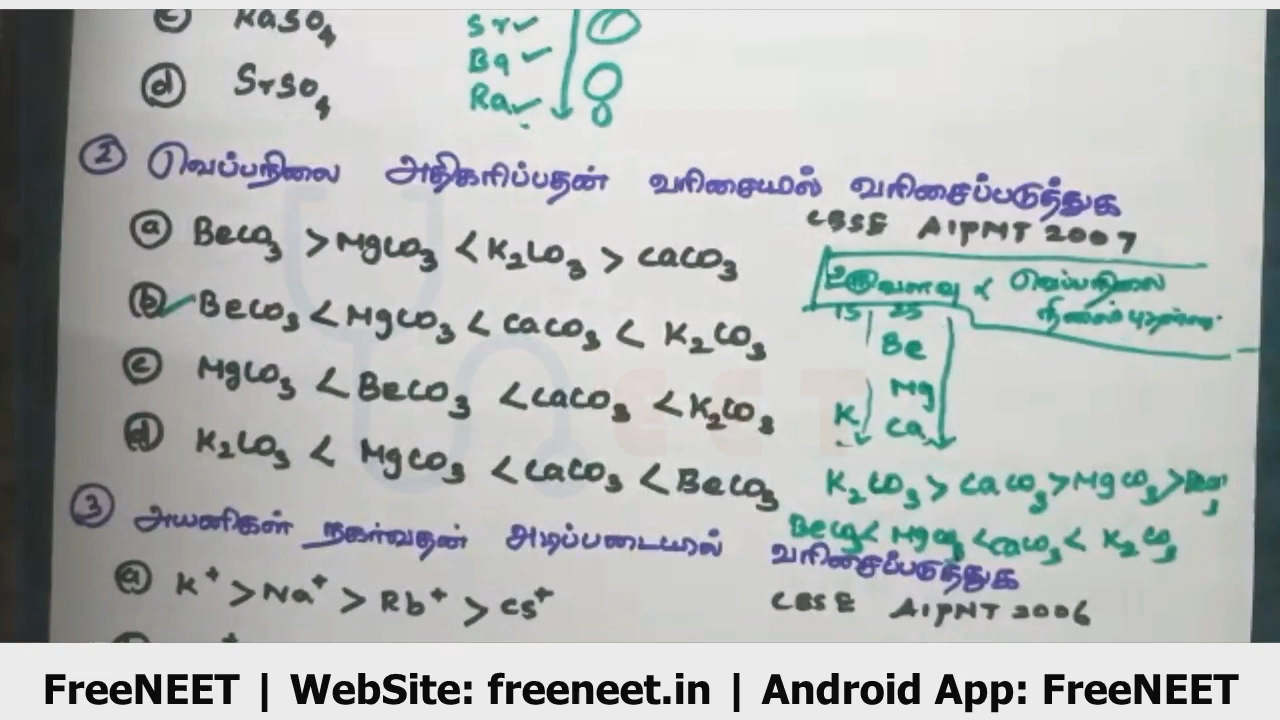 c RaSO4
Sr✓
d SrSO4
Ba✓
Ra✓
2 வெப்பநிலை அதிகரிப்பதன் வரிசையில் வரிசைப்படுத்துக
CBSE AIPMT 2007
a BeCO3 > MgCO3 < K2CO3 > CaCO3
b✓ BeCO3 < MgCO3 < CaCO3 < K2CO3
c MgCO3 < BeCO3 < CaCO3 < K2CO3
d K2CO3 < MgCO3 < CaCO3 < BeCO3
உருவளவு ∝ வெப்பநிலை
1S 2S
Be
Mg
K Ca
K2CO3 > CaCO3 > MgCO3 >
BeCO3 < MgCO3 < CaCO3 < K2CO3
3 அயனிகள் நகர்வதன் அடிப்படையில் வரிசைப்படுத்துக
CBSE AIPMT 2006
a K+ > Na+ > Rb+ > Cs+
FreeNEET | WebSite: freeneet.in | Android App: FreeNEET